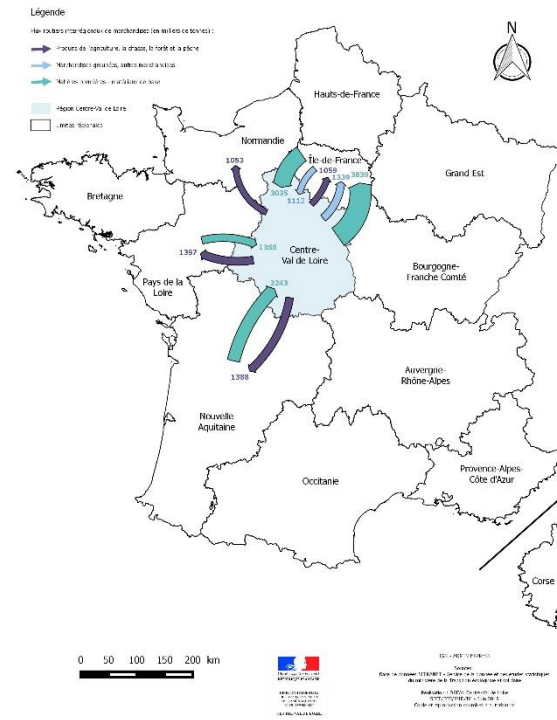 Légende
Flux routiers interrégionaux de marchandises (en milliers de tonnes) :
Produits de l'agriculture, la chasse, la forêt et la pêche
Marchandises groupées, autres marchandises
Matières premières - matériaux de base
Région Centre-Val de Loire
Limites régionales
N
Hauts-de-France
Normandie
Île-de-France
Grand Est
1053
1059
3839
1339
3035
1112
Bretagne
Centre-
Val de Loire
1388
1397
Bourgogne-
Franche Comté
Pays de la
Loire
2243
1388
Auvergne-
Rhône-Alpes
Nouvelle
Aquitaine
Provence-Alpes-
Côte d'Azur
Occitanie
Corse
0 50 100 150 200 km
Sources: